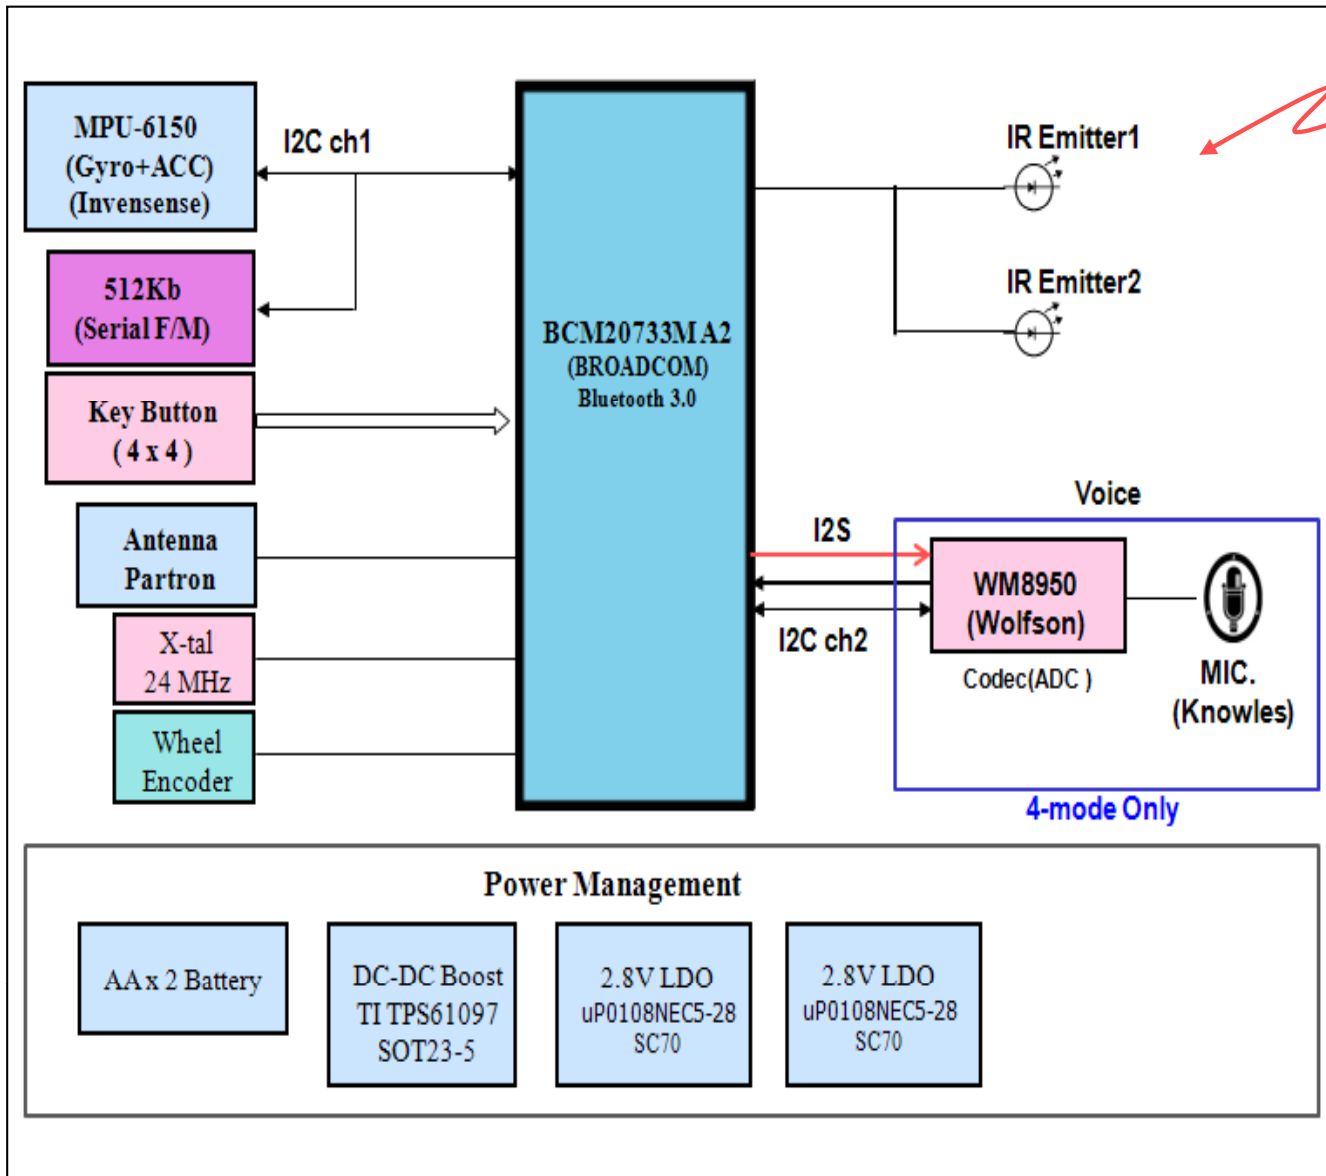 MPU-6150
(Gyro+ACC)
(Invensense)
I2C ch1
512Kb
(Serial F/M)
Key Button
( 4 x 4 )
Antenna
Partron
X-tal
24 MHz
Wheel
Encoder
BCM20733M A2
(BROADCOM)
Bluetooth 3.0
IR Emitter1
IR Emitter2
Voice
I2S
I2C ch2
WM8950
(Wolfson)
Codec(ADC )
MIC.
(Knowles)
4-mode Only
Power Management
AA x 2 Battery
DC-DC Boost
TI TPS61097
SOT23-5
2.8V LDO
uP0108NEC5-28
SC70
2.8V LDO
uP0108NEC5-28
SC70